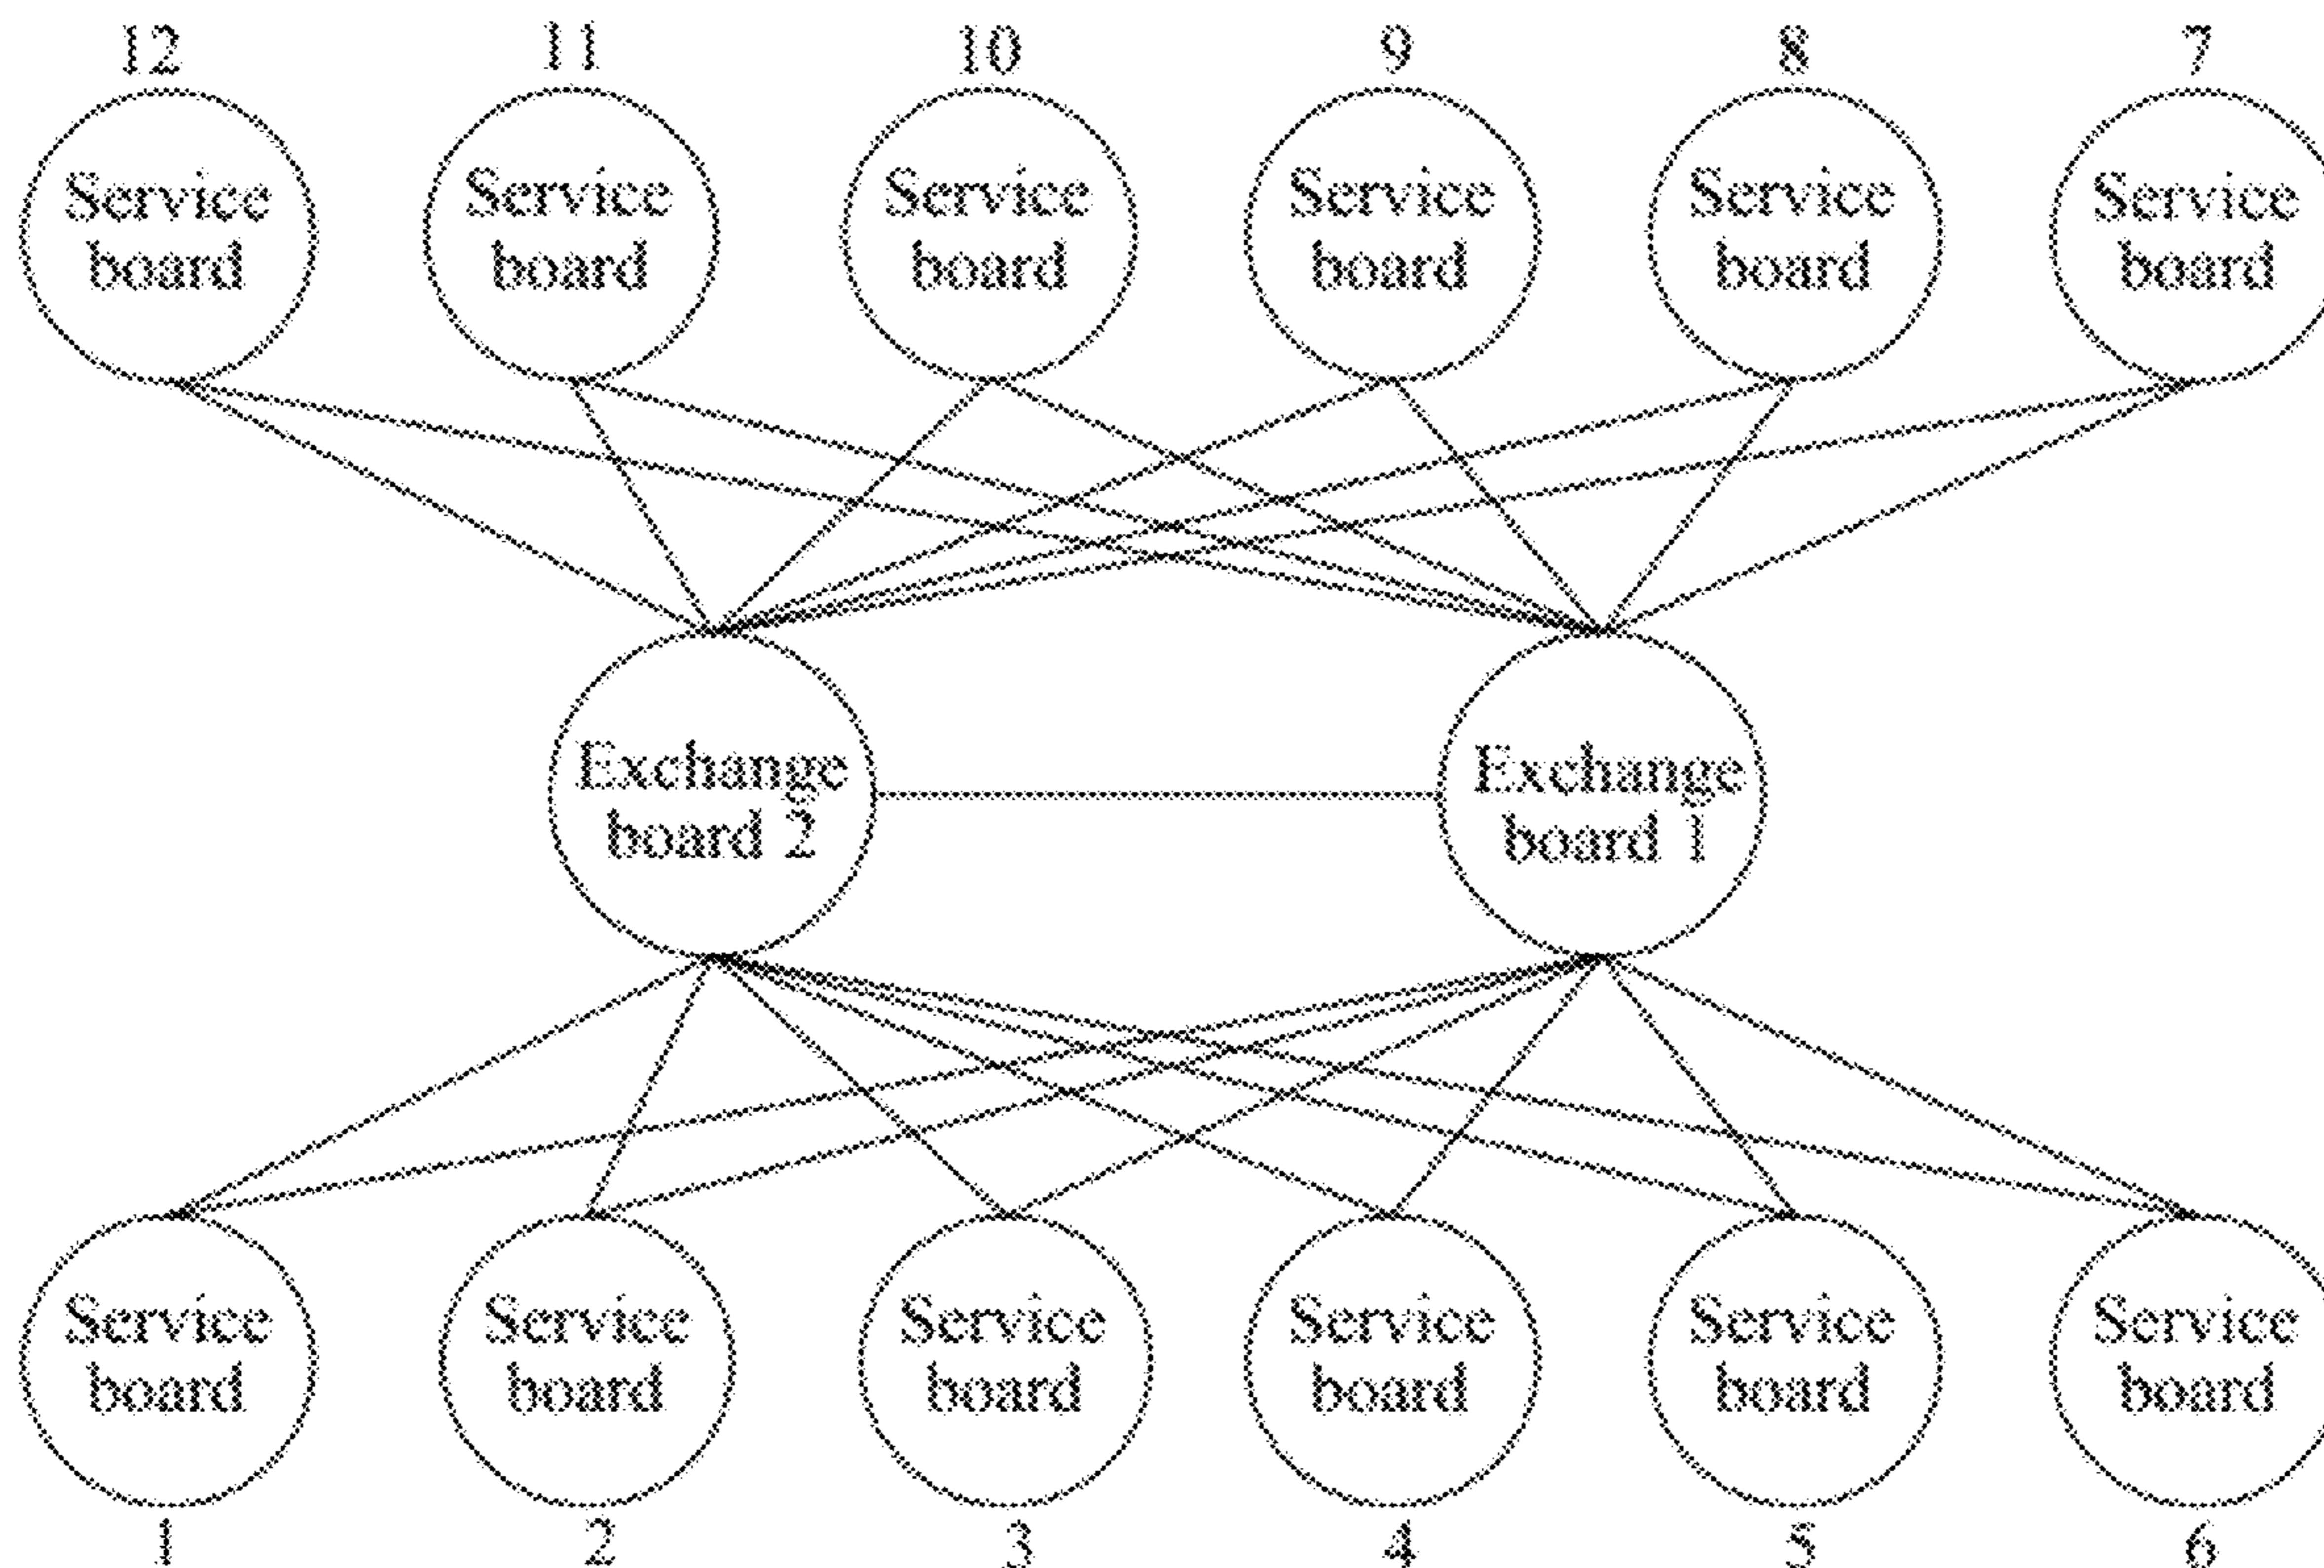 12 11 10 9 8 7
Service Service Service Service Service Service
board board board board board board
Exchange Exchange
board 2 board 1
Service Service Service Service Service Service
board board board board board board
1 2 3 4 5 6